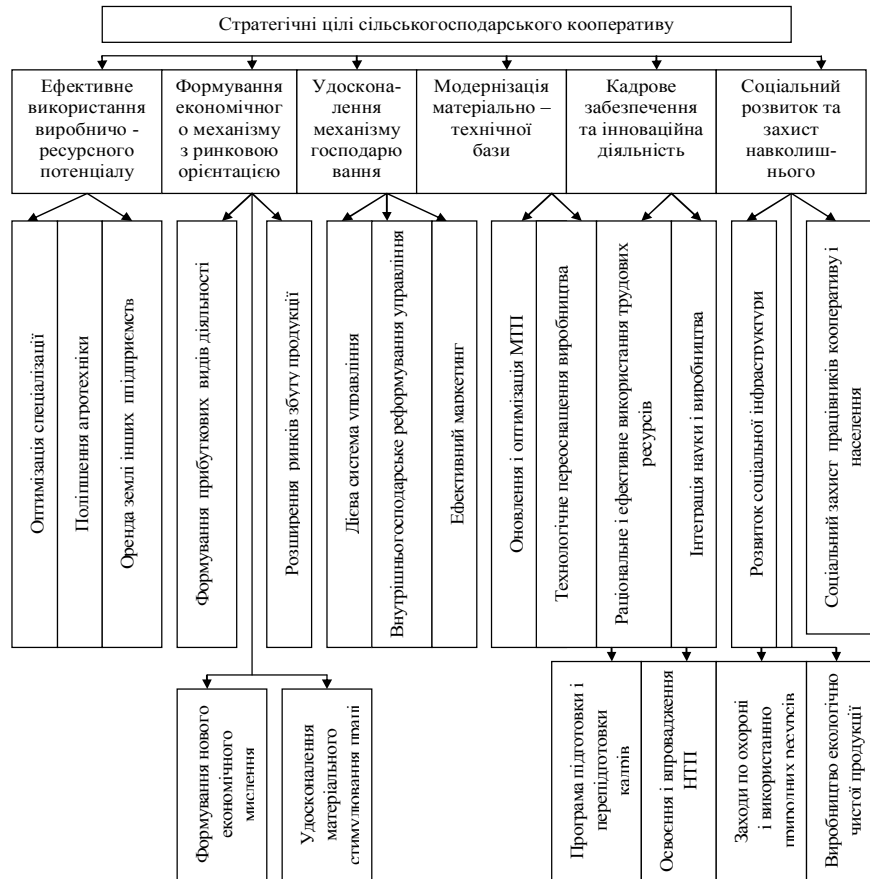 Стратегічні цілі сільськогосподарського кооперативу
Ефективне
використання
виробничо -
ресурсного
потенціалу
Формування
економічног
о механізму
з ринковою
орієнтацією
Удоскона-
лення
механізму
господарю
вання
Модернізація
матеріально –
технічної
бази
Кадрове
забезпечення
та інноваційна
діяльність
Соціальний
розвиток та
захист
навколиш-
нього
Оптимізація спеціалізації
Поліпшення агротехніки
Оренда землі інших підприємств
Формування прибуткових видів діяльності
Розширення ринків збуту продукції
Дієва система управління
Внутрішньогосподарське реформування управління
Ефективний маркетинг
Оновлення і оптимізація МТП
Технологічне переоснащення виробництва
Раціональне і ефективне використання трудових
ресурсів
Інтеграція науки і виробництва
Розвиток соціальної інфраструктури
Соціальний захист працівників кооперативу і
населення
Формування нового
економічного
мислення
Удосконалення
матеріального
стимулювання праці
Програма підготовки і
перепідготовки
кадрів
Освоєння і впровадження
НТП
Заходи по охороні
і використанню
природних ресурсів
Виробництво екологічно
чистої продукції